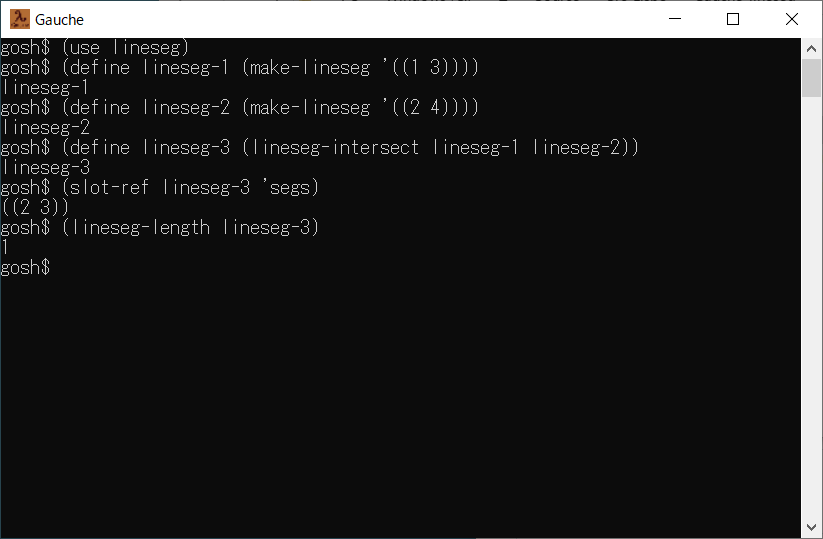 Gauche
gosh$ (use lineseg)
gosh$ (define lineseg-1 (make-lineseg '((1 3))))
lineseg-1
gosh$ (define lineseg-2 (make-lineseg '((2 4))))
lineseg-2
gosh$ (define lineseg-3 (lineseg-intersect lineseg-1 lineseg-2))
lineseg-3
gosh$ (slot-ref lineseg-3 'segs)
((2 3))
gosh$ (lineseg-length lineseg-3)
1
gosh$